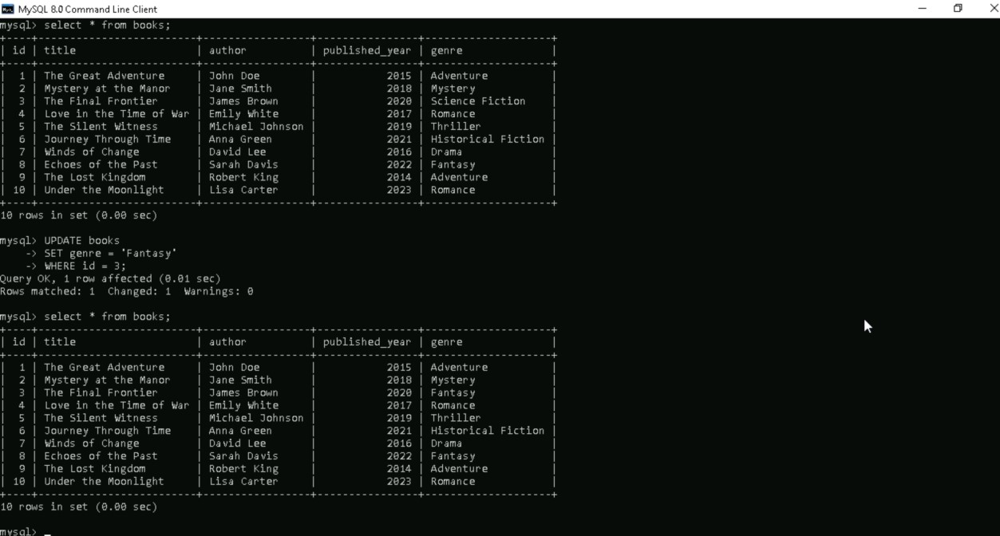 MySQL 8.0 Command Line Client
mysql> select * from books;
+----+-------------------------+-----------------+----------------+--------------------+
| id | title                   | author          | published_year | genre              |
+----+-------------------------+-----------------+----------------+--------------------+
|  1 | The Great Adventure     | John Doe        |           2015 | Adventure          |
|  2 | Mystery at the Manor    | Jane Smith      |           2018 | Mystery            |
|  3 | The Final Frontier      | James Brown     |           2020 | Science Fiction    |
|  4 | Love in the Time of War | Emily White     |           2017 | Romance            |
|  5 | The Silent Witness      | Michael Johnson |           2019 | Thriller           |
|  6 | Journey Through Time    | Anna Green      |           2021 | Historical Fiction |
|  7 | Winds of Change         | David Lee       |           2016 | Drama              |
|  8 | Echoes of the Past      | Sarah Davis     |           2022 | Fantasy            |
|  9 | The Lost Kingdom        | Robert King     |           2014 | Adventure          |
| 10 | Under the Moonlight     | Lisa Carter     |           2023 | Romance            |
+----+-------------------------+-----------------+----------------+--------------------+
10 rows in set (0.00 sec)
mysql> UPDATE books
    -> SET genre = 'Fantasy'
    -> WHERE id = 3;
Query OK, 1 row affected (0.01 sec)
Rows matched: 1  Changed: 1  Warnings: 0
mysql> select * from books;
+----+-------------------------+-----------------+----------------+--------------------+
| id | title                   | author          | published_year | genre              |
+----+-------------------------+-----------------+----------------+--------------------+
|  1 | The Great Adventure     | John Doe        |           2015 | Adventure          |
|  2 | Mystery at the Manor    | Jane Smith      |           2018 | Mystery            |
|  3 | The Final Frontier      | James Brown     |           2020 | Fantasy            |
|  4 | Love in the Time of War | Emily White     |           2017 | Romance            |
|  5 | The Silent Witness      | Michael Johnson |           2019 | Thriller           |
|  6 | Journey Through Time    | Anna Green      |           2021 | Historical Fiction |
|  7 | Winds of Change         | David Lee       |           2016 | Drama              |
|  8 | Echoes of the Past      | Sarah Davis     |           2022 | Fantasy            |
|  9 | The Lost Kingdom        | Robert King     |           2014 | Adventure          |
| 10 | Under the Moonlight     | Lisa Carter     |           2023 | Romance            |
+----+-------------------------+-----------------+----------------+--------------------+
10 rows in set (0.00 sec)
mysql> _